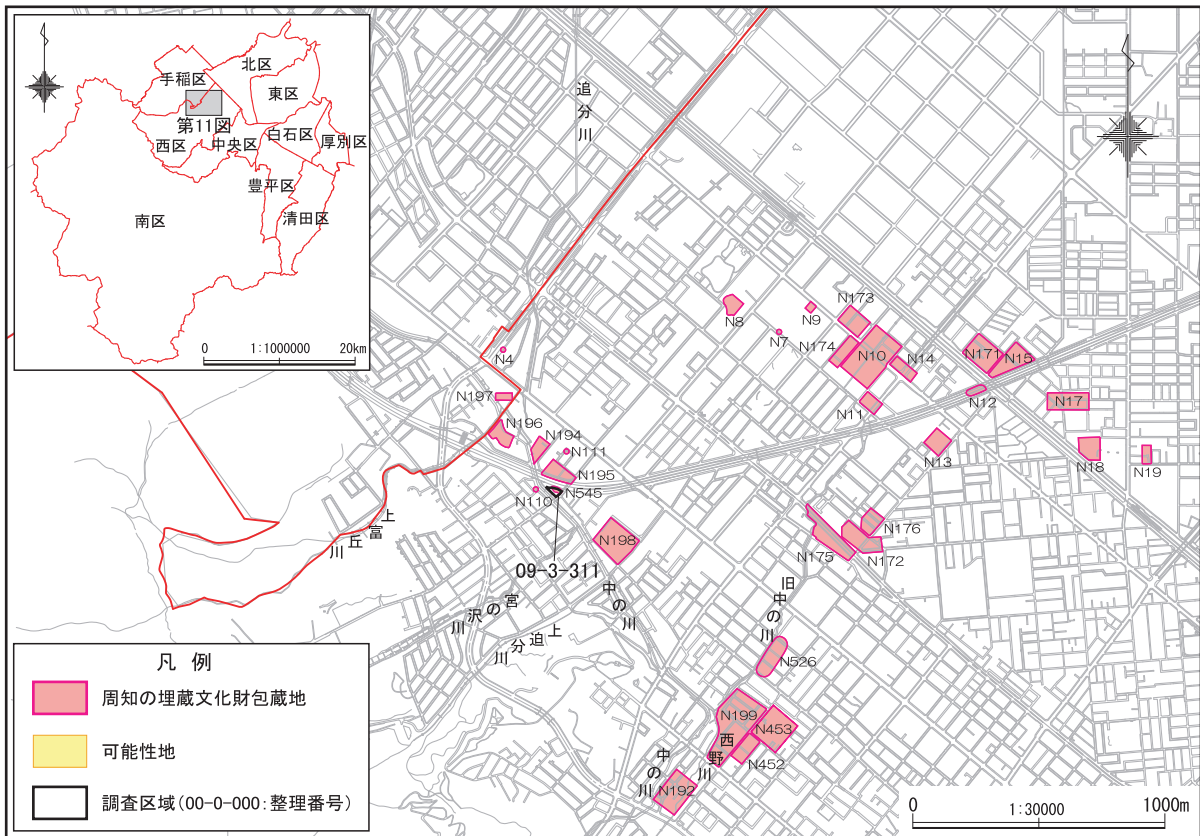 手稲区
北区
東区
第11図
西区
中央区
白石区
厚別区
豊平区
清田区
南区
0
1:1000000
20km
追分川
N4
N197
N196
N194
N111
N195
N110
N545
09-3-311
N198
N8
N9
N7
N173
N174
N10
N14
N11
N171
N15
N12
N17
N13
N18
N19
N176
N175
N172
上富丘川
宮の沢川
上追分川
中の川
旧中の川
N526
N199
N453
N452
西野川
中の川
N192
凡 例
周知の埋蔵文化財包蔵地
可能性地
調査区域(00-0-000:整理番号)
0
1:30000
1000m